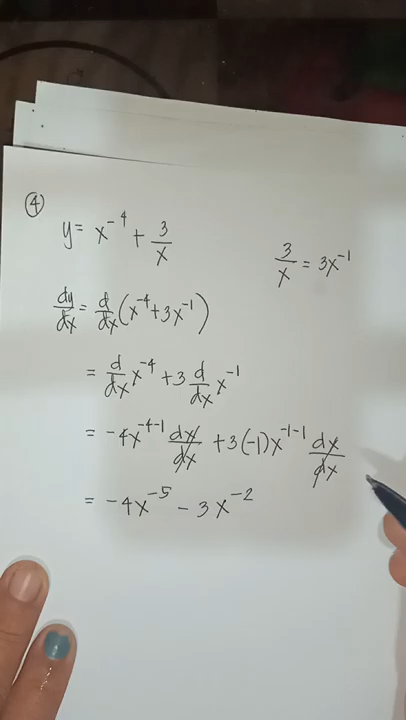 ④
y = x⁻⁴ + 3/x
3/x = 3x⁻¹
dy/dx = d/dx (x⁻⁴ + 3x⁻¹)
= d/dx x⁻⁴ + 3 d/dx x⁻¹
= -4x⁻⁴⁻¹ dx/dx + 3(-1)x⁻¹⁻¹ dx/dx
= -4x⁻⁵ - 3x⁻²